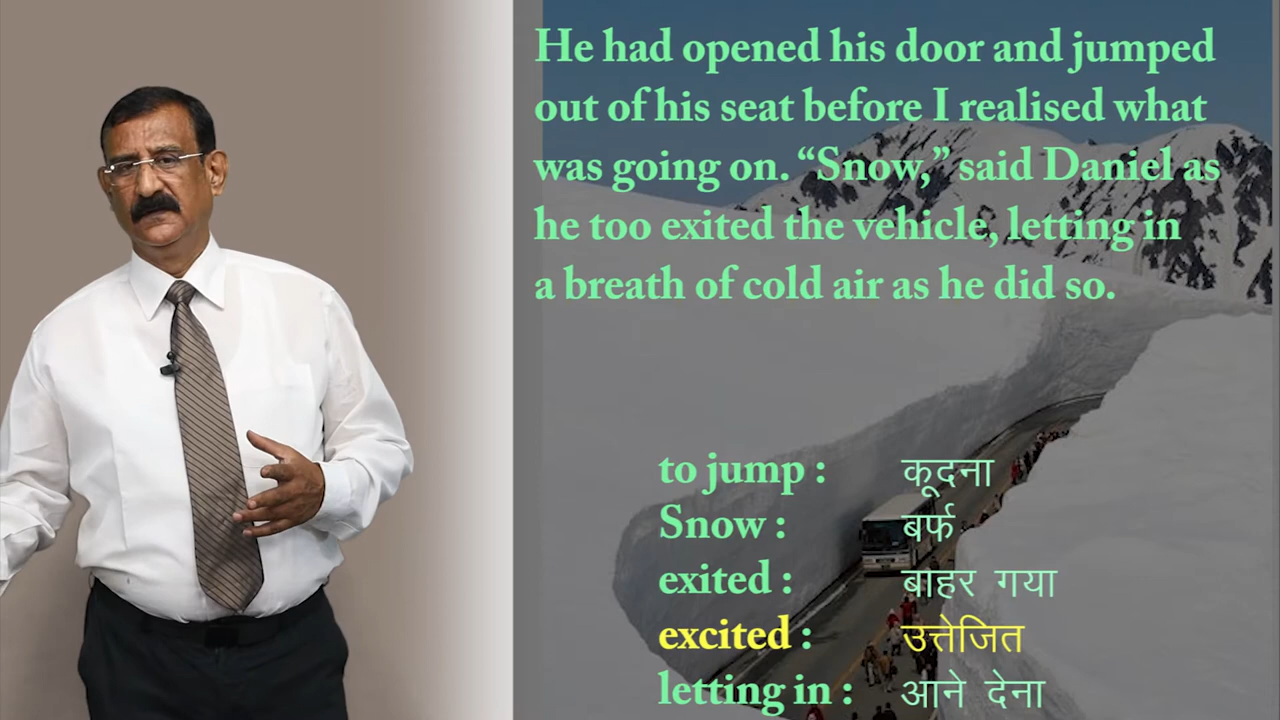 He had opened his door and jumped
out of his seat before I realised what
was going on. “Snow,” said Daniel as
he too exited the vehicle, letting in
a breath of cold air as he did so.
to jump : कूदना
Snow : बर्फ
exited : बाहर गया
excited : उत्तेजित
letting in : आने देना